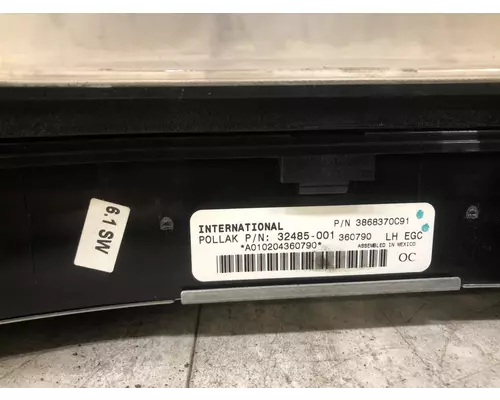 6.1 SW
INTERNATIONAL P/N 3868370C91
POLLAK P/N: 32485-001 360790 LH EGC
*A010204360790* ASSEMBLED IN MEXICO
OC